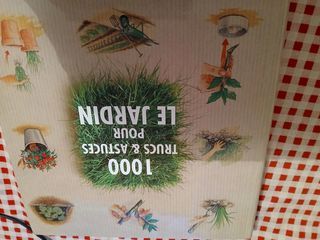 1000
TRUCS & ASTUCES
POUR
LE JARDIN